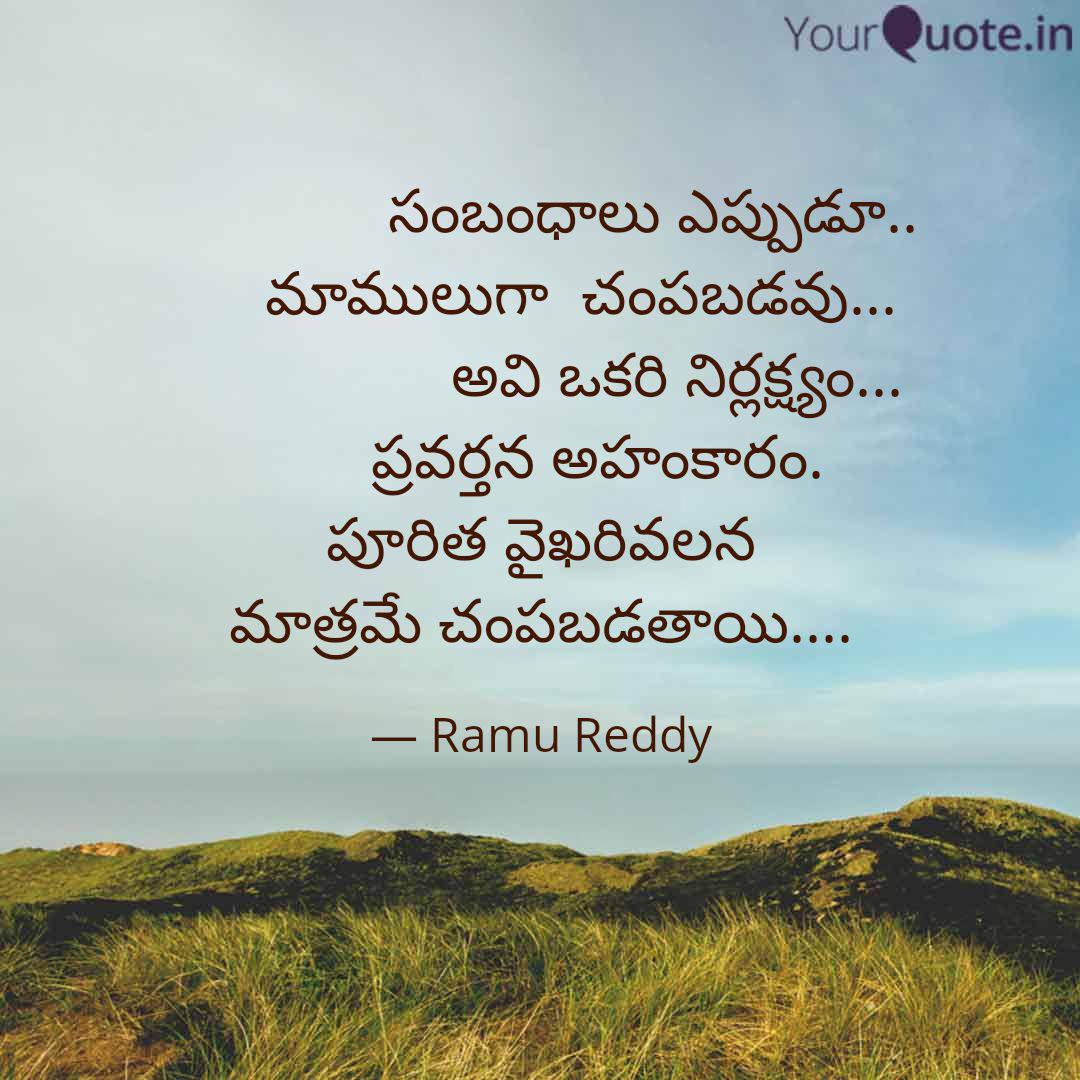 YourQuote.in
సంబంధాలు ఎప్పుడూ..
మాములుగా చంపబడవు...
అవి ఒకరి నిర్లక్ష్యం...
ప్రవర్తన అహంకారం.
పూరిత వైఖరివలన
మాత్రమే చంపబడతాయి....
— Ramu Reddy